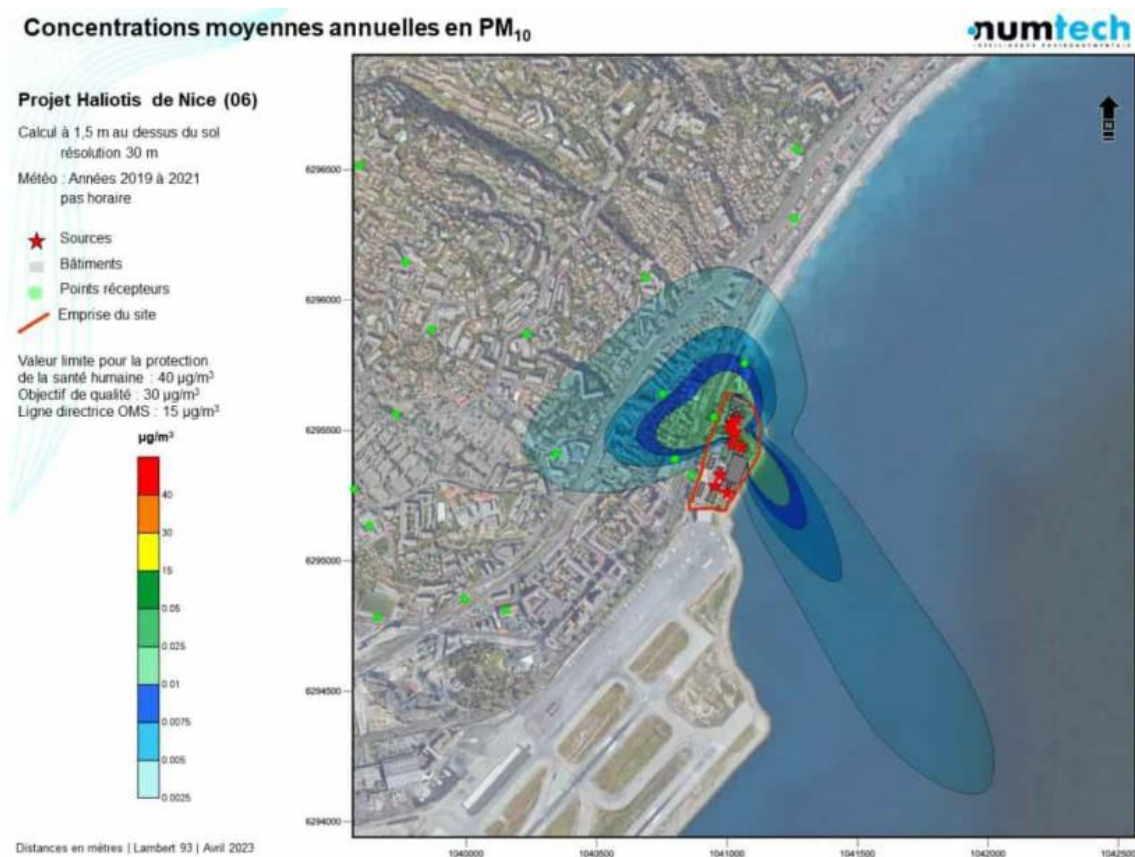 Concentrations moyennes annuelles en PM10
numtech
INTELLIGENCE ENVIRONNEMENTALE
Projet Haliotis de Nice (06)
Calcul à 1,5 m au dessus du sol
résolution 30 m
Météo : Années 2019 à 2021
pas horaire
Sources
Bâtiments
Points récepteurs
Emprise du site
Valeur limite pour la protection
de la santé humaine : 40 µg/m³
Objectif de qualité : 30 µg/m³
Ligne directrice OMS : 15 µg/m³
µg/m³
40
30
15
0.05
0.025
0.01
0.0075
0.005
0.0025
N
6296500
6296000
6295500
6295000
6294500
6294000
1040000
1040500
1041000
1041500
1042000
1042500
Distances en mètres | Lambert 93 | Avril 2023